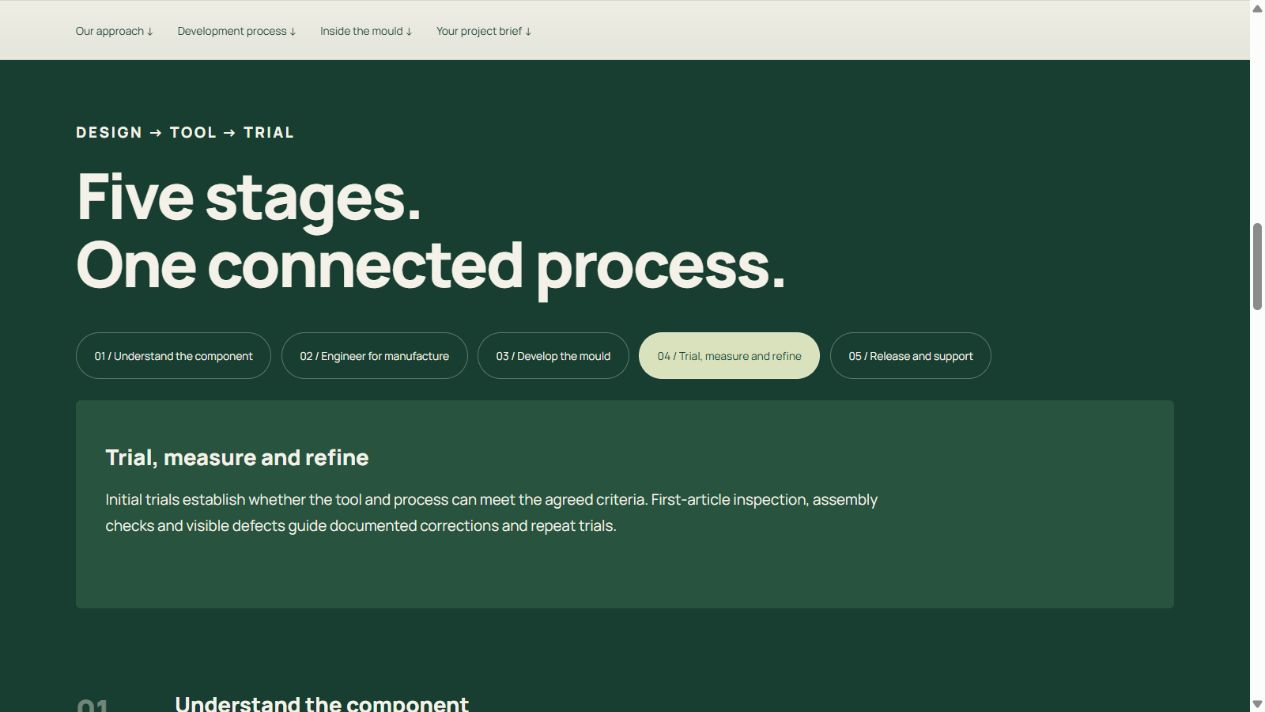 Our approach ↓ Development process ↓ Inside the mould ↓ Your project brief ↓
DESIGN → TOOL → TRIAL
Five stages.
One connected process.
01 / Understand the component 02 / Engineer for manufacture 03 / Develop the mould 04 / Trial, measure and refine 05 / Release and support
Trial, measure and refine
Initial trials establish whether the tool and process can meet the agreed criteria. First-article inspection, assembly
checks and visible defects guide documented corrections and repeat trials.
01 Understand the component